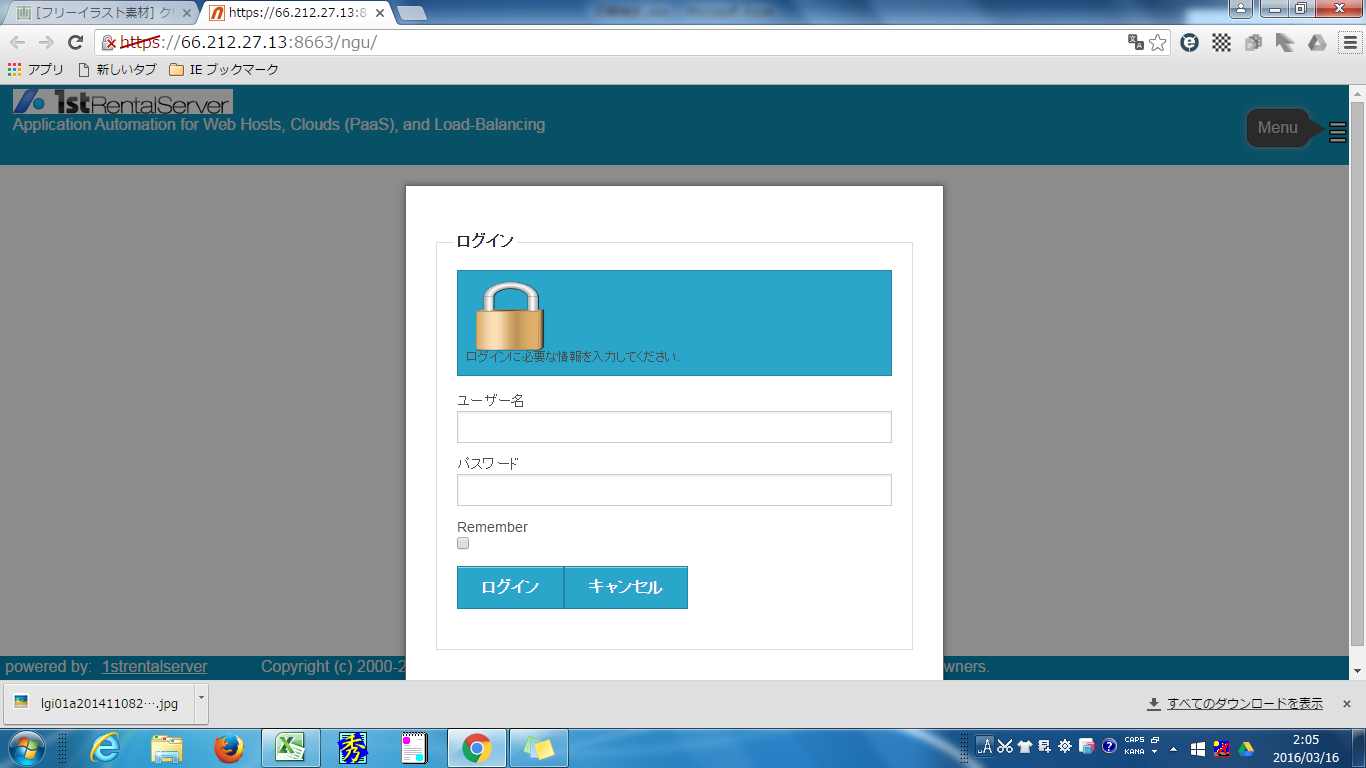 [フリーイラスト素材] ク
https://66.212.27.13:8
https://66.212.27.13:8663/ngu/
アプリ 新しいタブ IE ブックマーク
1stRentalServer
Application Automation for Web Hosts, Clouds (PaaS), and Load-Balancing
Menu
ログイン
ログインに必要な情報を入力してください.
ユーザー名
パスワード
Remember
ログイン キャンセル
powered by: 1strentalserver Copyright (c) 2000-2 wners.
lgi01a201411082….jpg すべてのダウンロードを表示
秀 A CAPS KANA 2:05
2016/03/16